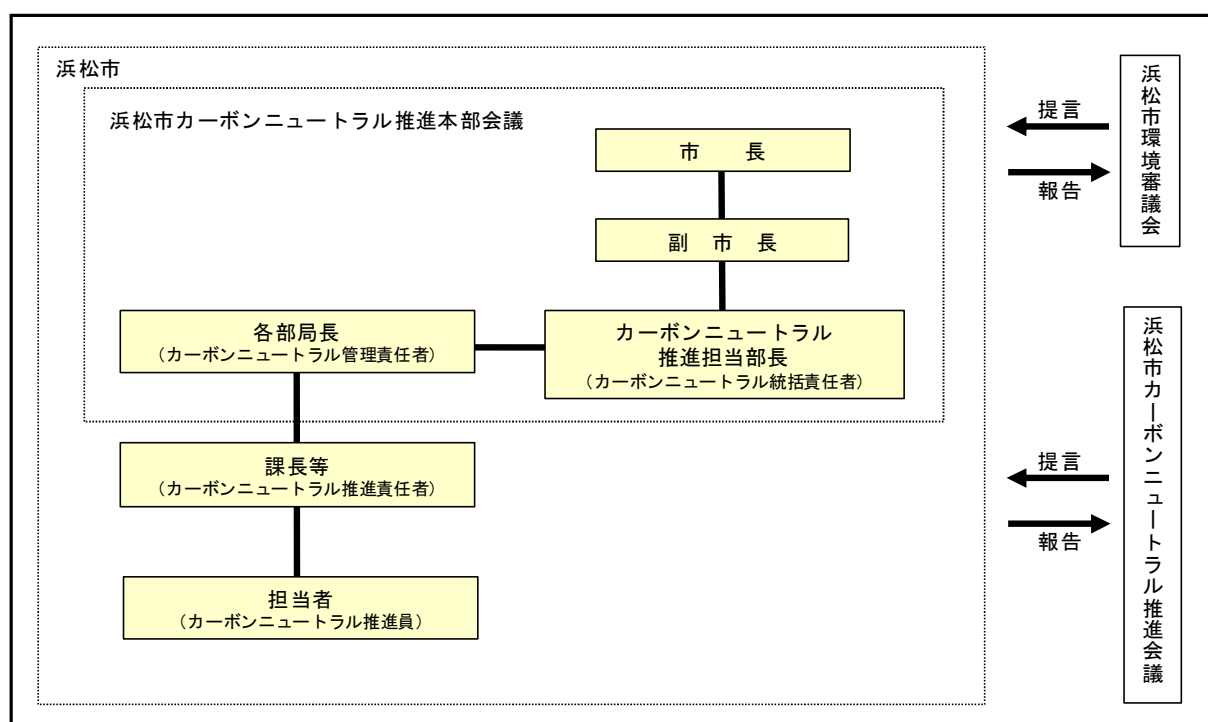 浜松市
浜松市カーボンニュートラル推進本部会議
市 長
副 市 長
カーボンニュートラル
推進担当部長
（カーボンニュートラル統括責任者）
各部局長
（カーボンニュートラル管理責任者）
課長等
（カーボンニュートラル推進責任者）
担当者
（カーボンニュートラル推進員）
提言
報告
浜松市環境審議会
提言
報告
浜松市カーボンニュートラル推進会議